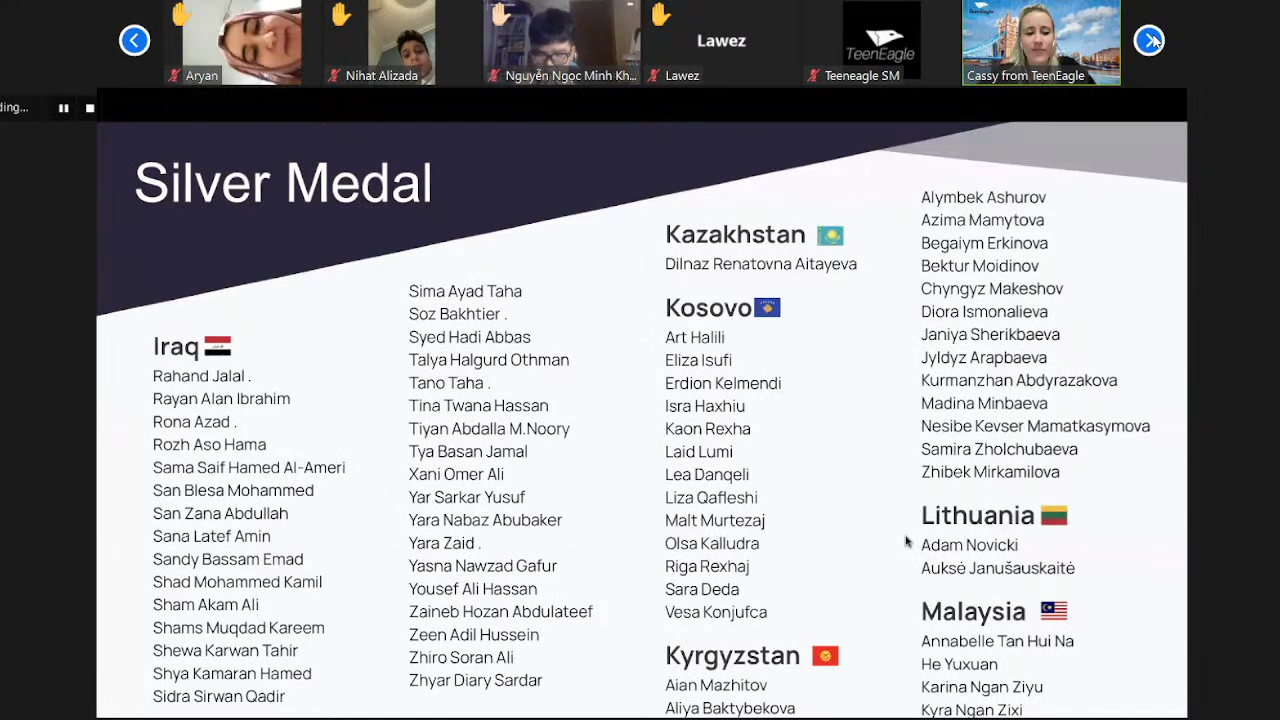 Aryan
Nihat Alizada
Nguyễn Ngọc Minh Kh...
Lawez
Lawez
TeenEagle
Teeneagle SM
TeenEagle
Cassy from TeenEagle
ding...
Silver Medal
Iraq
Rahand Jalal .
Rayan Alan Ibrahim
Rona Azad .
Rozh Aso Hama
Sama Saif Hamed Al-Ameri
San Blesa Mohammed
San Zana Abdullah
Sana Latef Amin
Sandy Bassam Emad
Shad Mohammed Kamil
Sham Akam Ali
Shams Muqdad Kareem
Shewa Karwan Tahir
Shya Kamaran Hamed
Sidra Sirwan Qadir
Sima Ayad Taha
Soz Bakhtier .
Syed Hadi Abbas
Talya Halgurd Othman
Tano Taha .
Tina Twana Hassan
Tiyan Abdalla M.Noory
Tya Basan Jamal
Xani Omer Ali
Yar Sarkar Yusuf
Yara Nabaz Abubaker
Yara Zaid .
Yasna Nawzad Gafur
Yousef Ali Hassan
Zaineb Hozan Abdulateef
Zeen Adil Hussein
Zhiro Soran Ali
Zhyar Diary Sardar
Kazakhstan
Dilnaz Renatovna Aitayeva
Kosovo
Art Halili
Eliza Isufi
Erdion Kelmendi
Isra Haxhiu
Kaon Rexha
Laid Lumi
Lea Danqeli
Liza Qafleshi
Malt Murtezaj
Olsa Kalludra
Riga Rexhaj
Sara Deda
Vesa Konjufca
Kyrgyzstan
Aian Mazhitov
Aliya Baktybekova
Alymbek Ashurov
Azima Mamytova
Begaiym Erkinova
Bektur Moidinov
Chyngyz Makeshov
Diora Ismonalieva
Janiya Sherikbaeva
Jyldyz Arapbaeva
Kurmanzhan Abdyrazakova
Madina Minbaeva
Nesibe Kevser Mamatkasymova
Samira Zholchubaeva
Zhibek Mirkamilova
Lithuania
Adam Novicki
Auksė Janušauskaitė
Malaysia
Annabelle Tan Hui Na
He Yuxuan
Karina Ngan Ziyu
Kyra Ngan Zixi